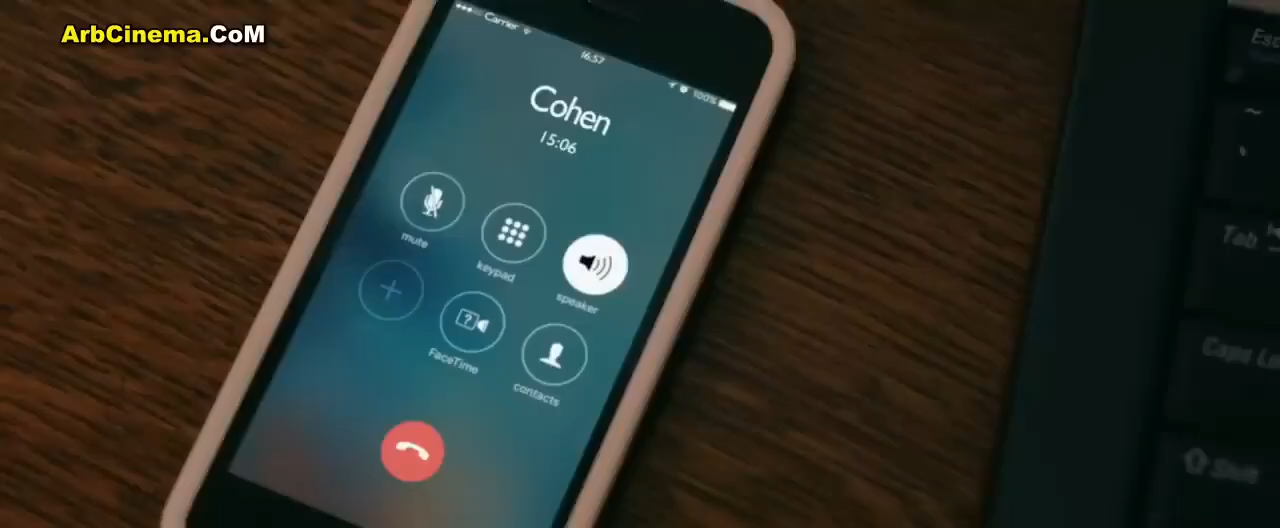 ArbCinema.CoM
Carrier
16:57
100%
Cohen
15:06
mute
keypad
speaker
FaceTime
contacts
Esc
~
Tab
Caps Lo
Shift